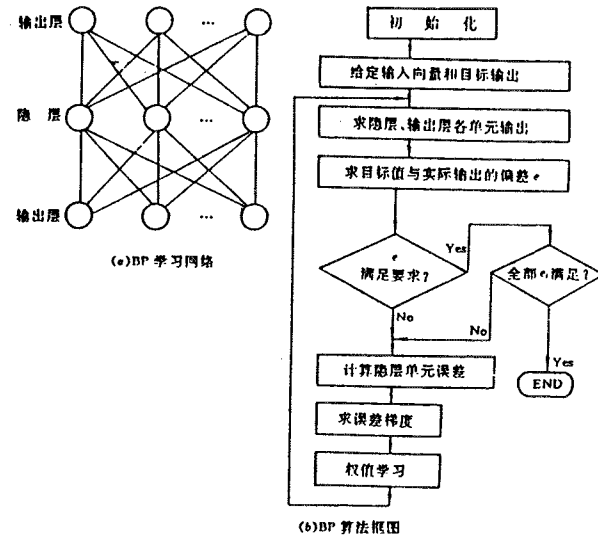 输出层
...
隐 层
...
输出层
...
(a)BP 学习网络
初 始 化
给定输入向量和目标输出
求隐层、输出层各单元输出
求目标值与实际输出的偏差 e
e
满足要求?
Yes
全部 eᵢ满足?
No
No
Yes
END
计算隐层单元误差
求误差梯度
权值学习
(b)BP 算法框图